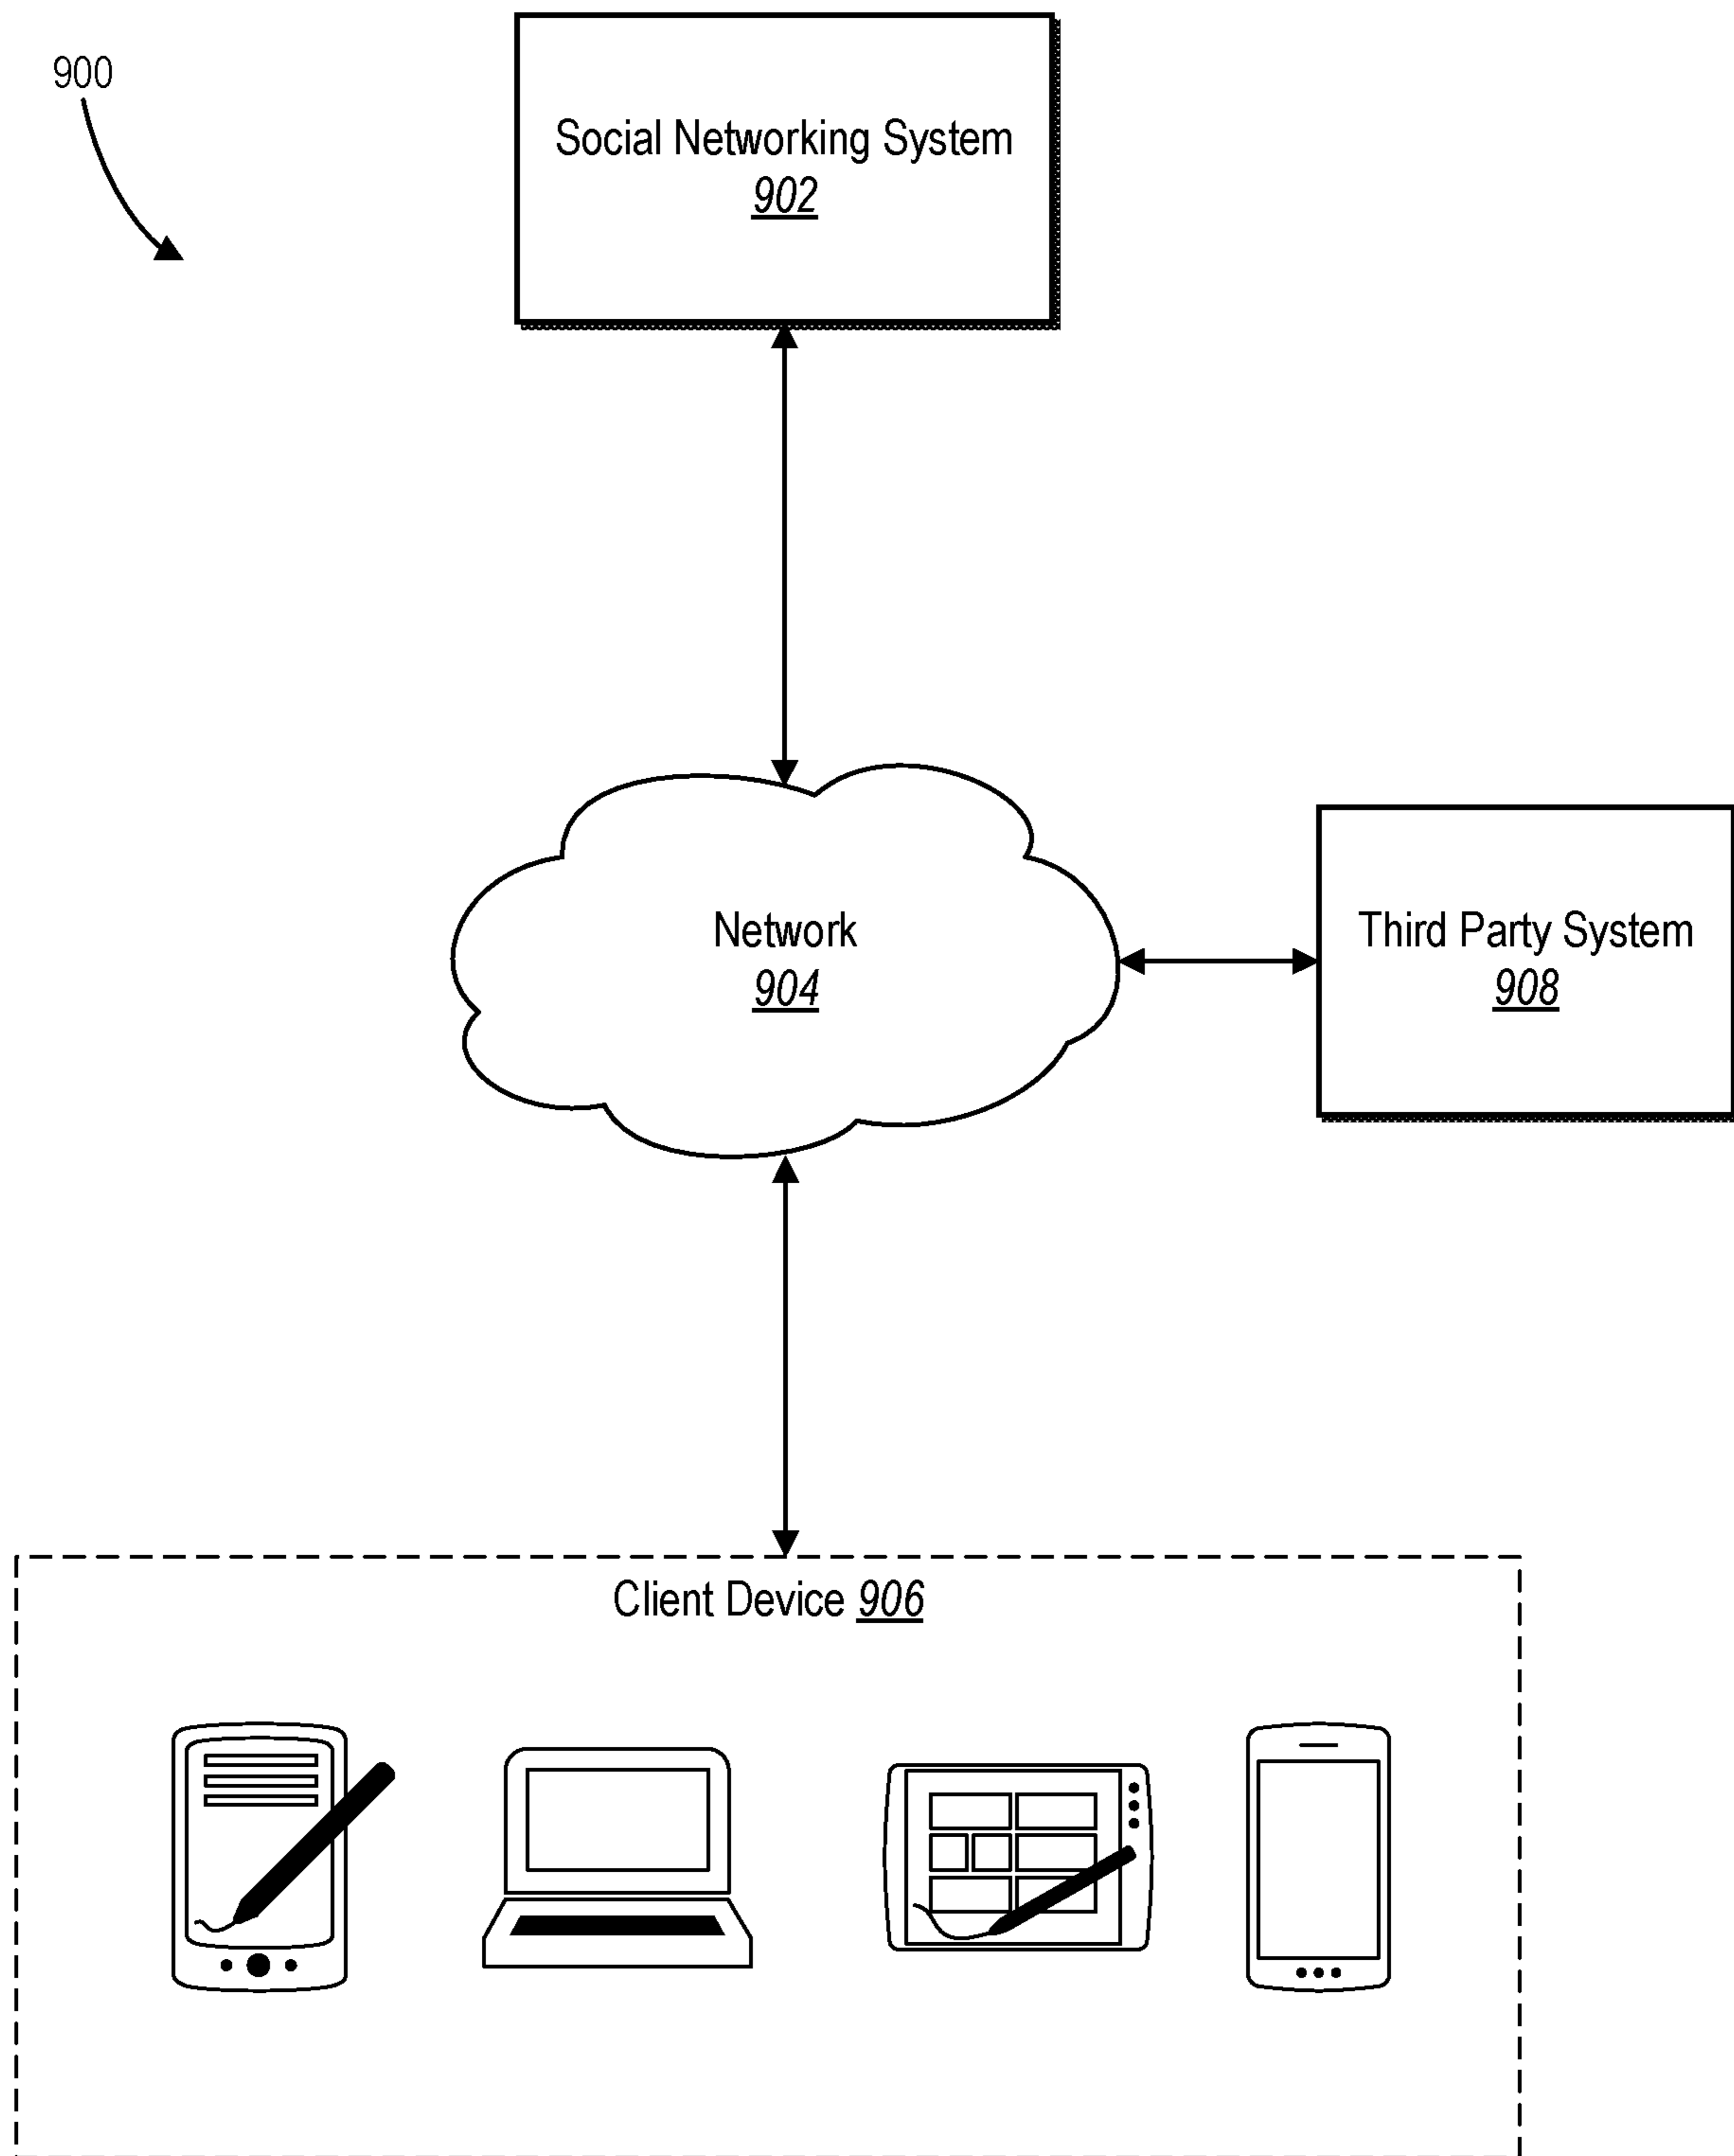 900
Social Networking System
902
Network
904
Third Party System
908
Client Device 906